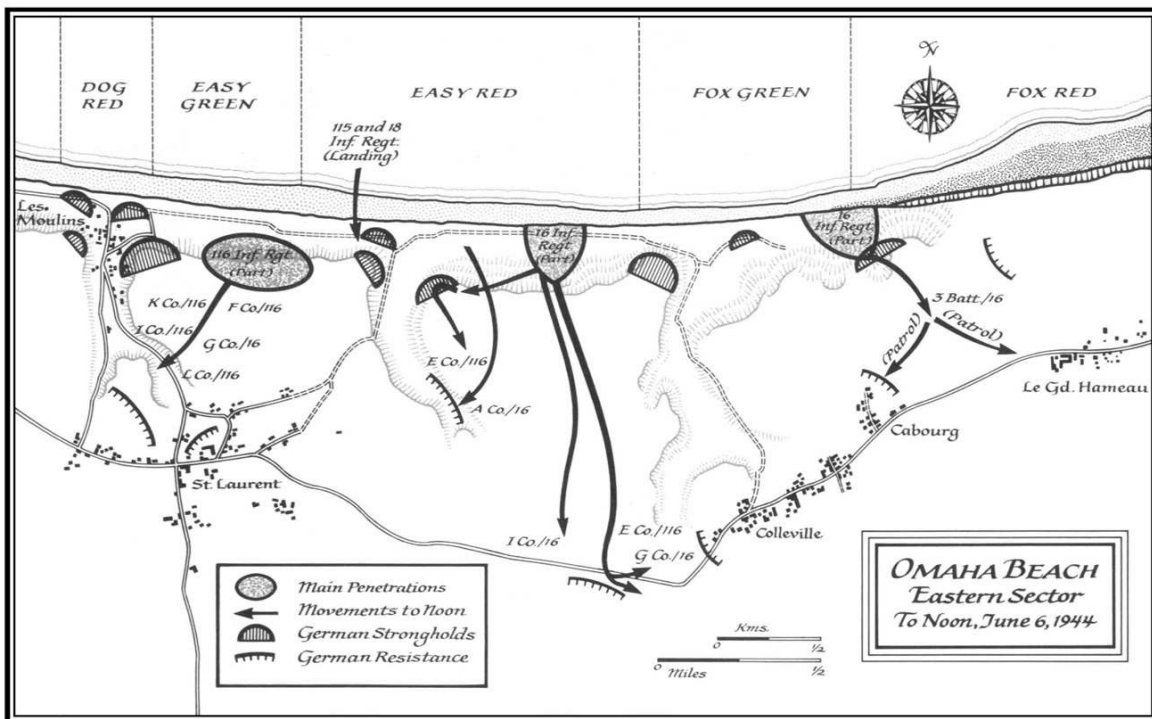 N
DOG
RED
EASY
GREEN
EASY RED
FOX GREEN
FOX RED
115 and 18
Inf. Regt.
(Landing)
Les.
Moulins
116 Inf. Rgt.
(Part)
16 Inf.
Regt.
(Part)
16
Inf. Regt.
(Part)
K Co./116
F Co./116
I Co./116
G Co./16
L Co./116
E Co./116
A Co./16
3 Batt./16
(Patrol)
(Patrol)
Le Gd. Hameau
Cabourg
St. Laurent
Colleville
I Co./16
E Co./116
G Co./16
Main Penetrations
Movements to Noon
German Strongholds
German Resistance
Kms.
0
1/2
0
Miles
1/2
OMAHA BEACH
Eastern Sector
To Noon, June 6, 1944